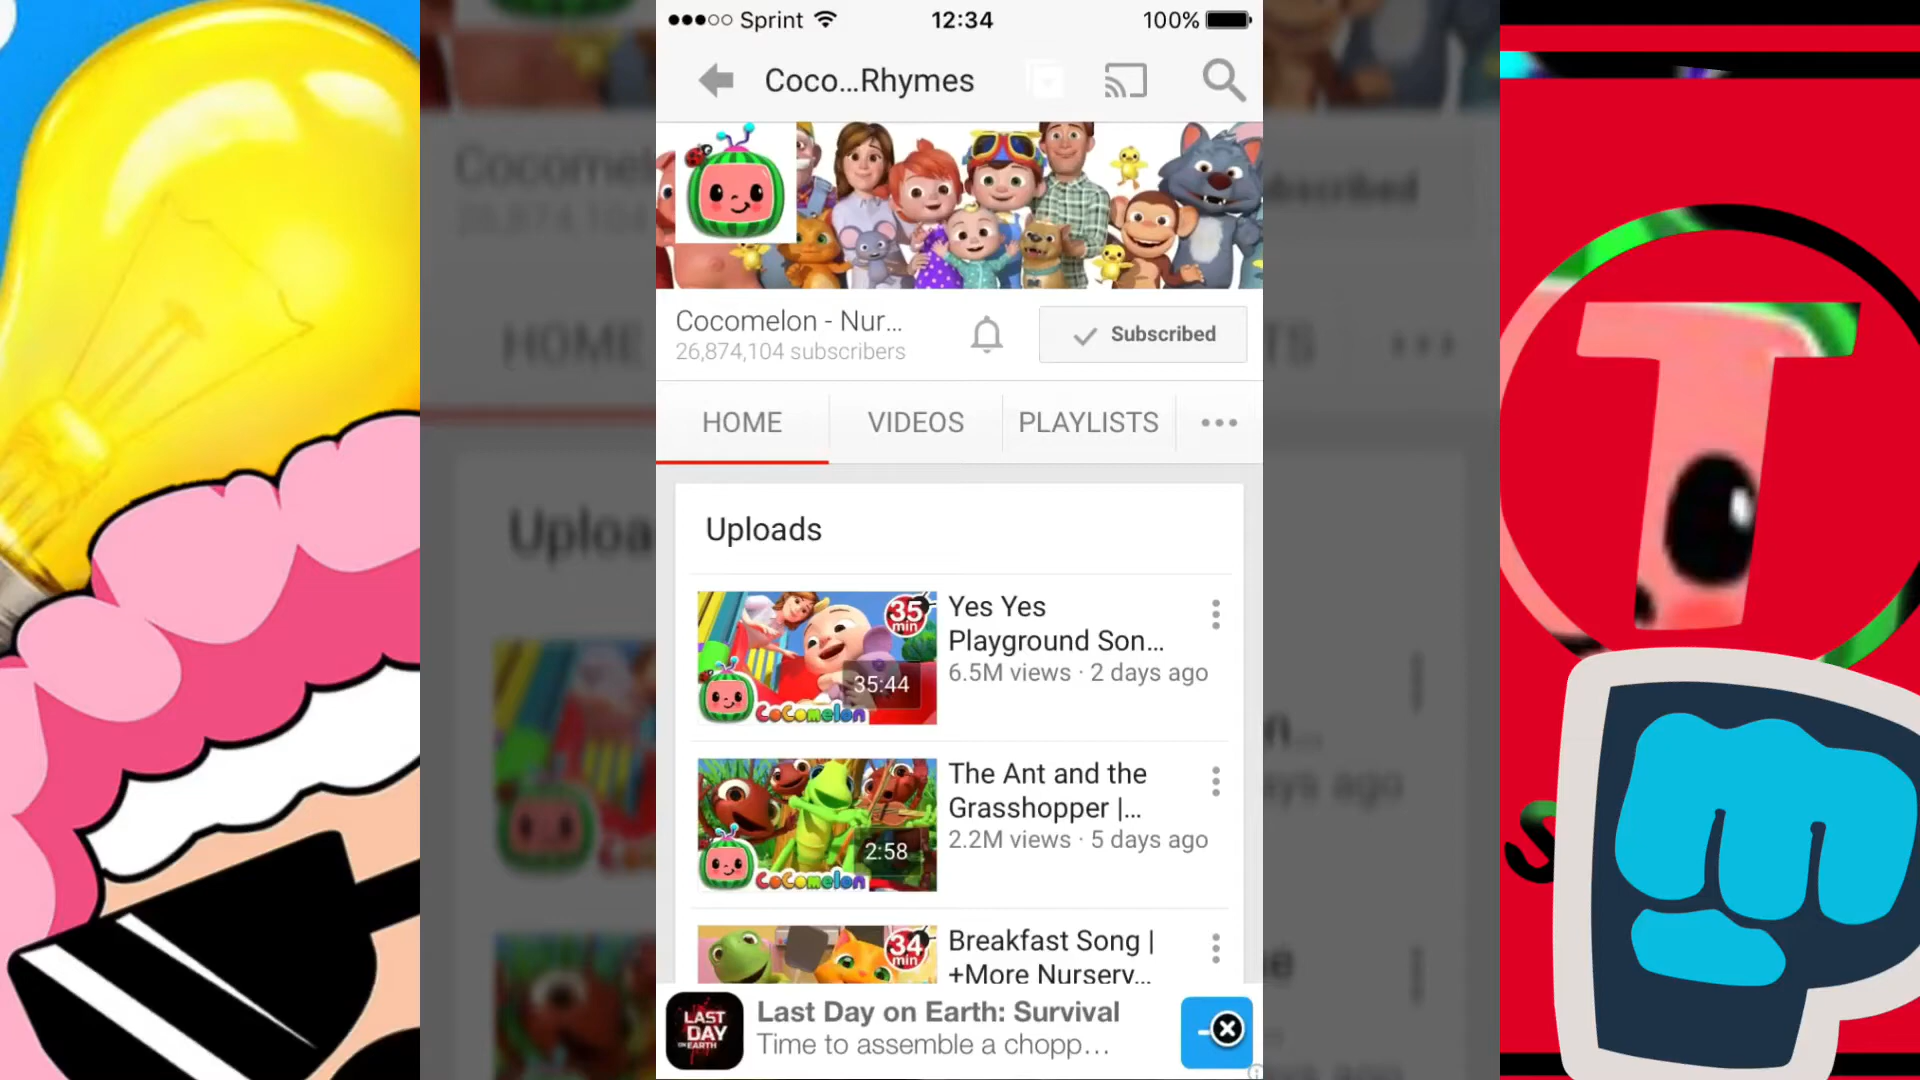 Sprint 12:34 100%
Coco...Rhymes
Cocomelon - Nur...
26,874,104 subscribers
Subscribed
HOME VIDEOS PLAYLISTS
Uploads
35 min
35:44
CoComelon
Yes Yes
Playground Son...
6.5M views · 2 days ago
2:58
CoComelon
The Ant and the
Grasshopper |...
2.2M views · 5 days ago
34 min
Breakfast Song |
+More Nurserv...
LAST
DAY
ON EARTH
Last Day on Earth: Survival
Time to assemble a chopp...
T